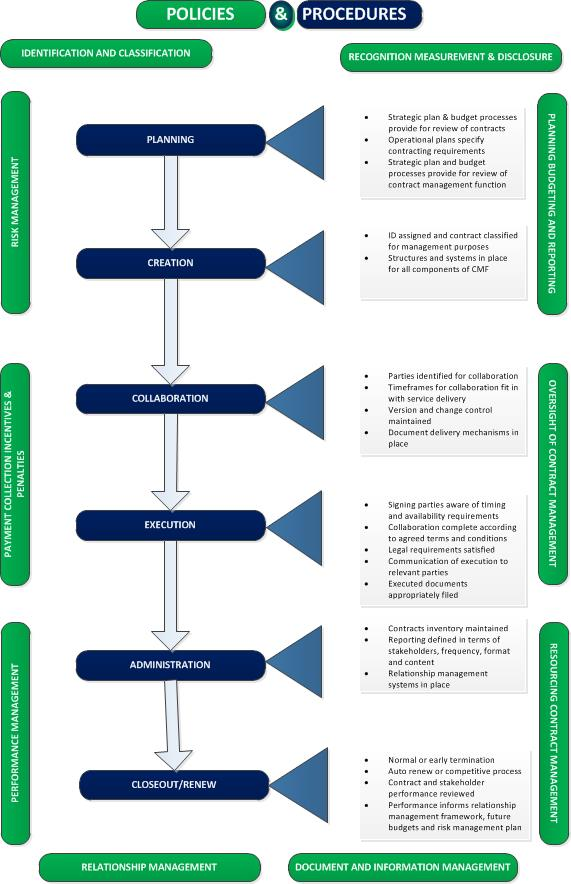 POLICIES & PROCEDURES
IDENTIFICATION AND CLASSIFICATION
RECOGNITION MEASUREMENT & DISCLOSURE
RISK MANAGEMENT
PLANNING BUDGETING AND REPORTING
PLANNING
• Strategic plan & budget processes
provide for review of contracts
• Operational plans specify
contracting requirements
• Strategic plan and budget
processes provide for review of
contract management function
CREATION
• ID assigned and contract classified
for management purposes
• Structures and systems in place
for all components of CMF
PAYMENT COLLECTION INCENTIVES &
PENALTIES
OVERSIGHT OF CONTRACT MANAGEMENT
COLLABORATION
• Parties identified for collaboration
• Timeframes for collaboration fit in
with service delivery
• Version and change control
maintained
• Document delivery mechanisms in
place
EXECUTION
• Signing parties aware of timing
and availability requirements
• Collaboration complete according
to agreed terms and conditions
• Legal requirements satisfied
• Communication of execution to
relevant parties
• Executed documents
appropriately filed
PERFORMANCE MANAGEMENT
RESOURCING CONTRACT MANAGEMENT
ADMINISTRATION
• Contracts inventory maintained
• Reporting defined in terms of
stakeholders, frequency, format
and content
• Relationship management
systems in place
CLOSEOUT/RENEW
• Normal or early termination
• Auto renew or competitive process
• Contract and stakeholder
performance reviewed
• Performance informs relationship
management framework, future
budgets and risk management plan
RELATIONSHIP MANAGEMENT
DOCUMENT AND INFORMATION MANAGEMENT